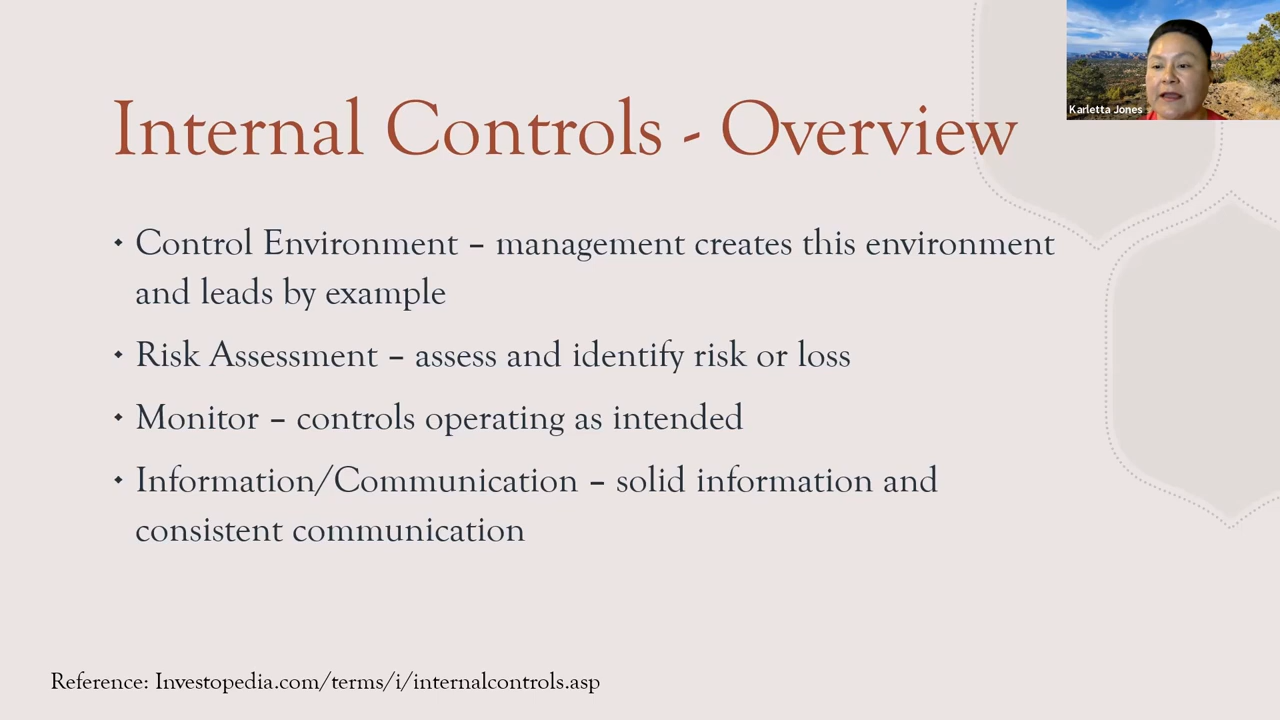 Karletta Jones
Internal Controls - Overview
• Control Environment – management creates this environment
and leads by example
• Risk Assessment – assess and identify risk or loss
• Monitor – controls operating as intended
• Information/Communication – solid information and
consistent communication
Reference: Investopedia.com/terms/i/internalcontrols.asp